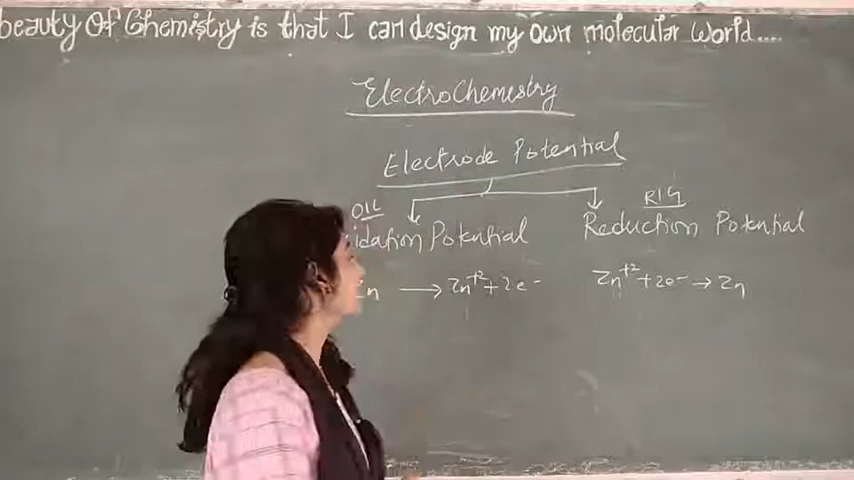 beauty Of Chemistry is that I can design my own molecular World....
ElectroChemistry
Electrode Potential
OIL RIG
idation Potential Reduction Potential
Zn → Zn+2 + 2e- Zn+2 + 2e- → Zn